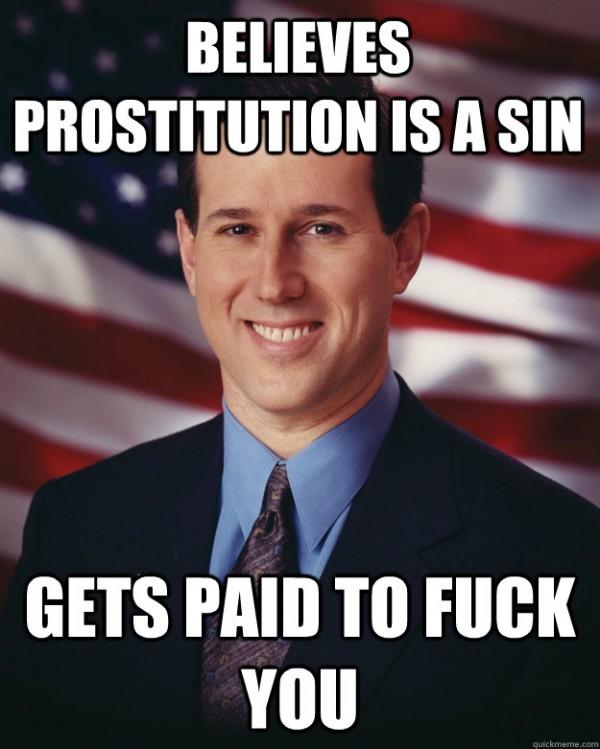 BELIEVES
PROSTITUTION IS A SIN
GETS PAID TO FUCK
YOU
quickmeme.com